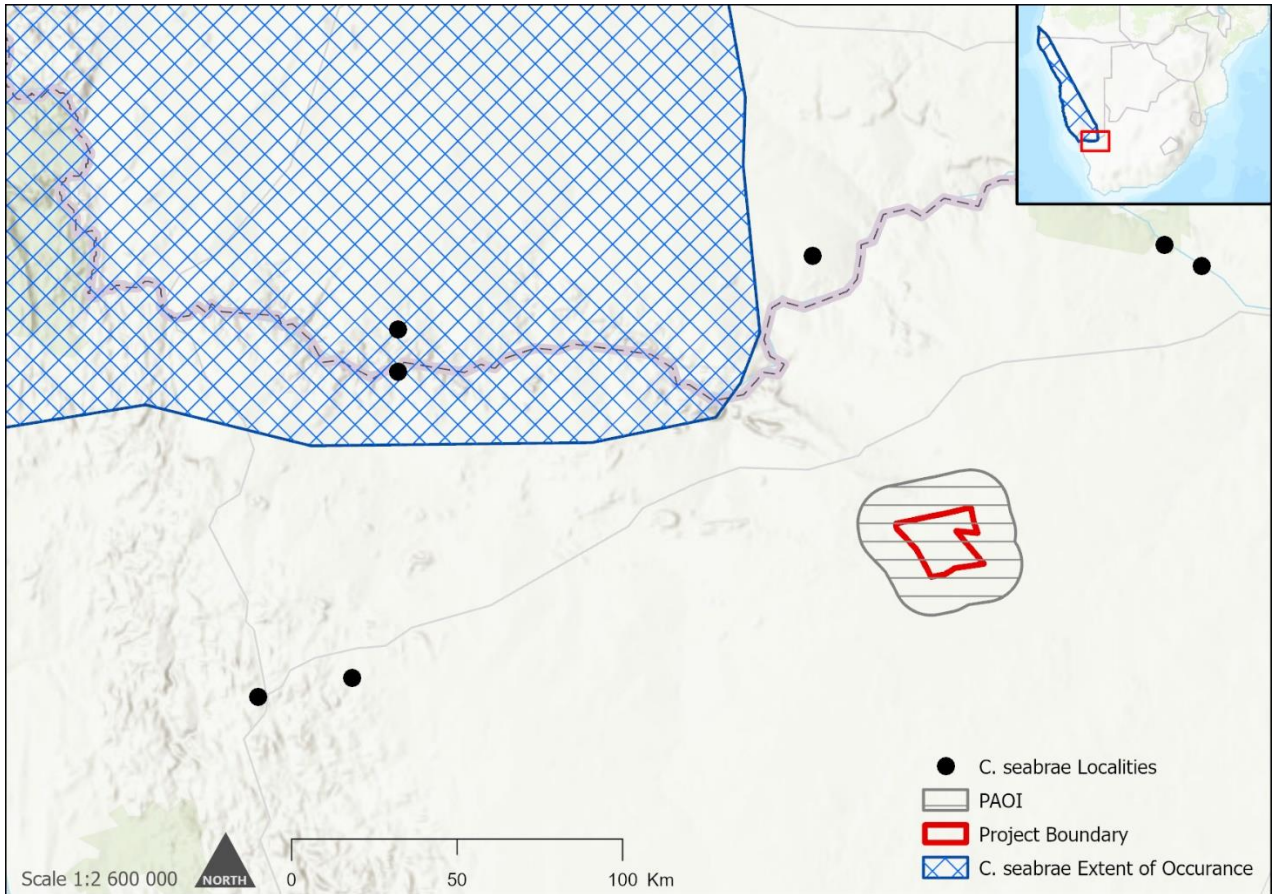 C. seabrae Localities
PAOI
Project Boundary
C. seabrae Extent of Occurance
Scale 1:2 600 000
NORTH
0 50 100 Km